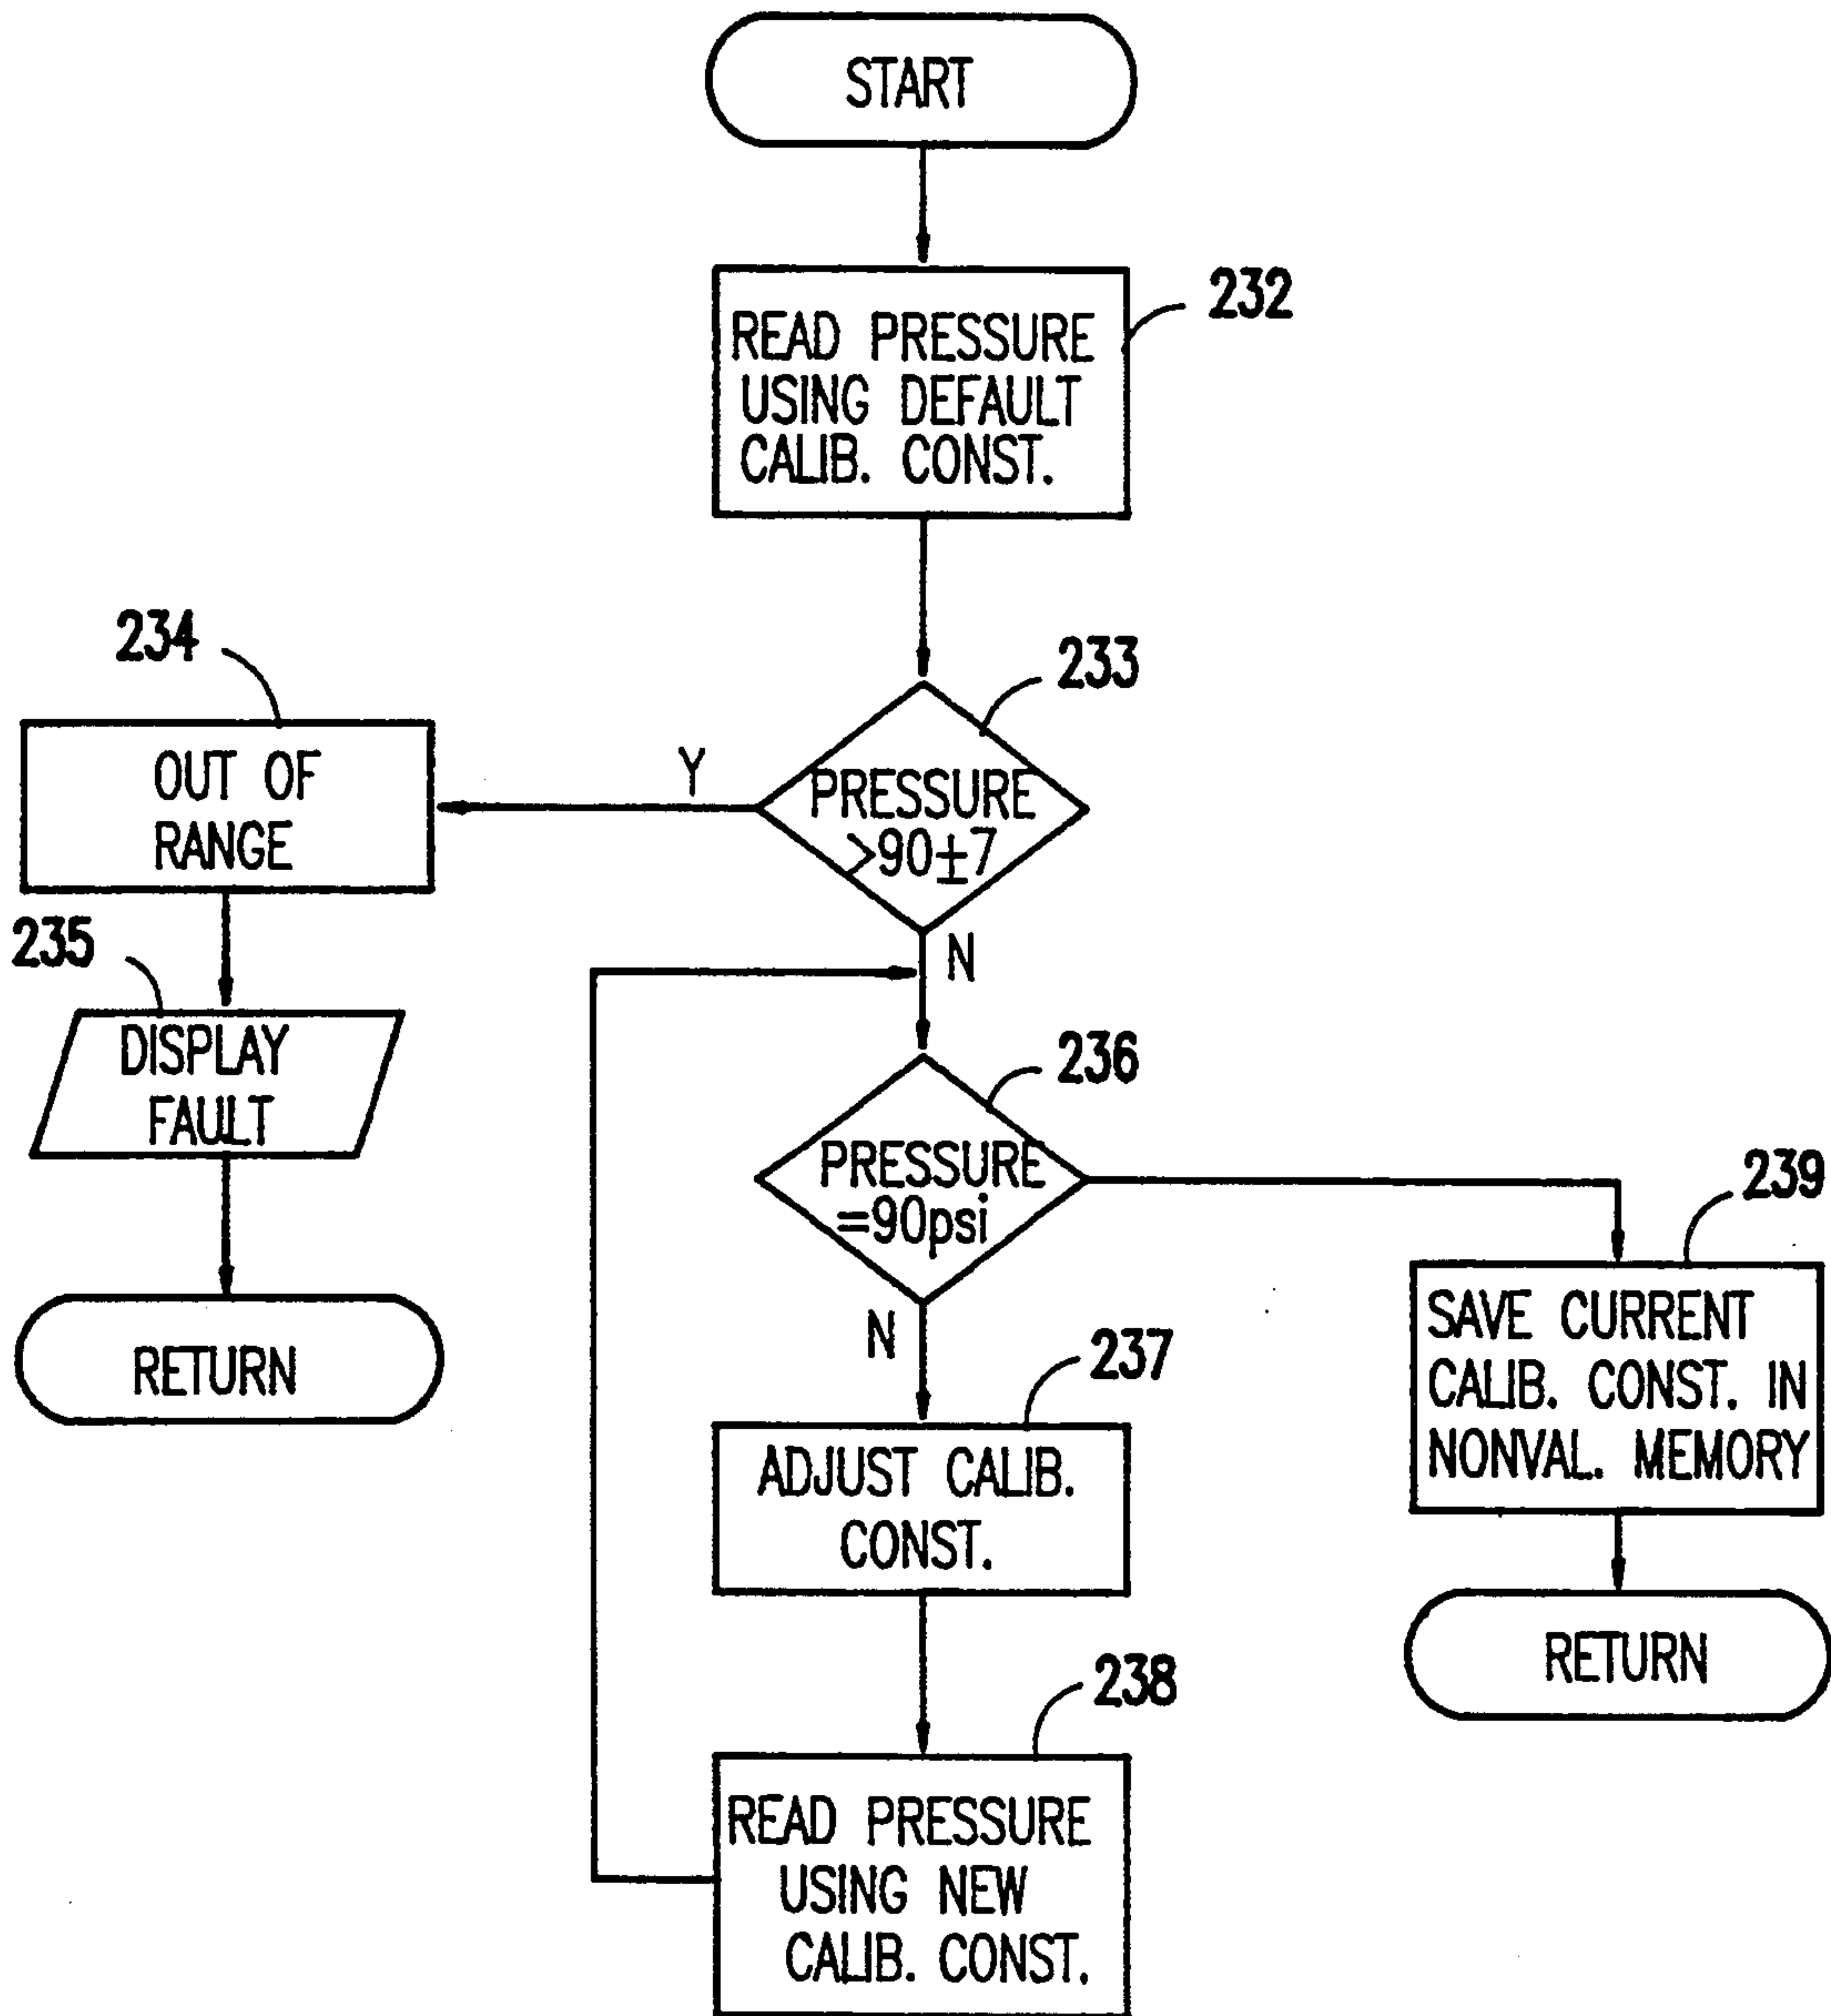 START
232
READ PRESSURE
USING DEFAULT
CALIB. CONST.
234
233
OUT OF
RANGE
Y
PRESSURE
>90±7
235
N
DISPLAY
FAULT
236
PRESSURE
=90psi
239
RETURN
N
237
SAVE CURRENT
CALIB. CONST. IN
NONVAL. MEMORY
ADJUST CALIB.
CONST.
RETURN
238
READ PRESSURE
USING NEW
CALIB. CONST.